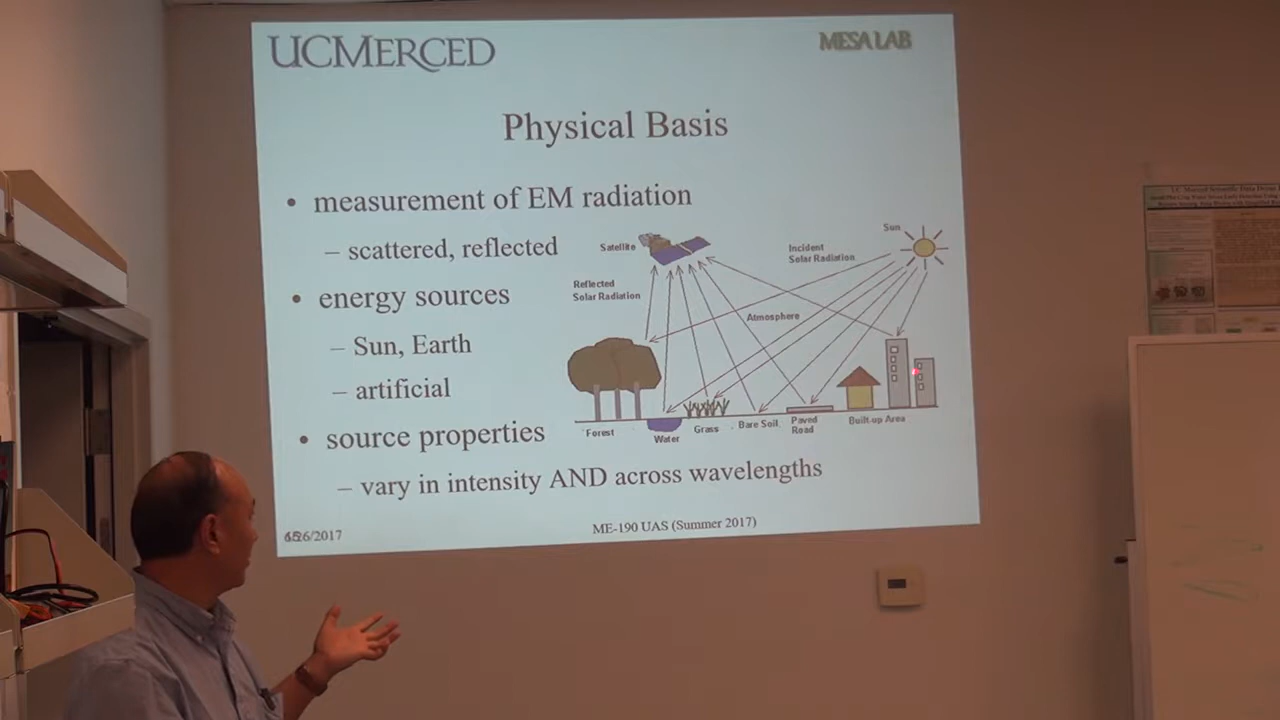 UCMERCED
MESA LAB
Physical Basis
• measurement of EM radiation
– scattered, reflected
• energy sources
– Sun, Earth
– artificial
• source properties
– vary in intensity AND across wavelengths
Satellite
Incident
Solar Radiation
Sun
Reflected
Solar Radiation
Atmosphere
Forest
Water
Grass
Bare Soil
Paved
Road
Built-up Area
26/2017
ME-190 UAS (Summer 2017)